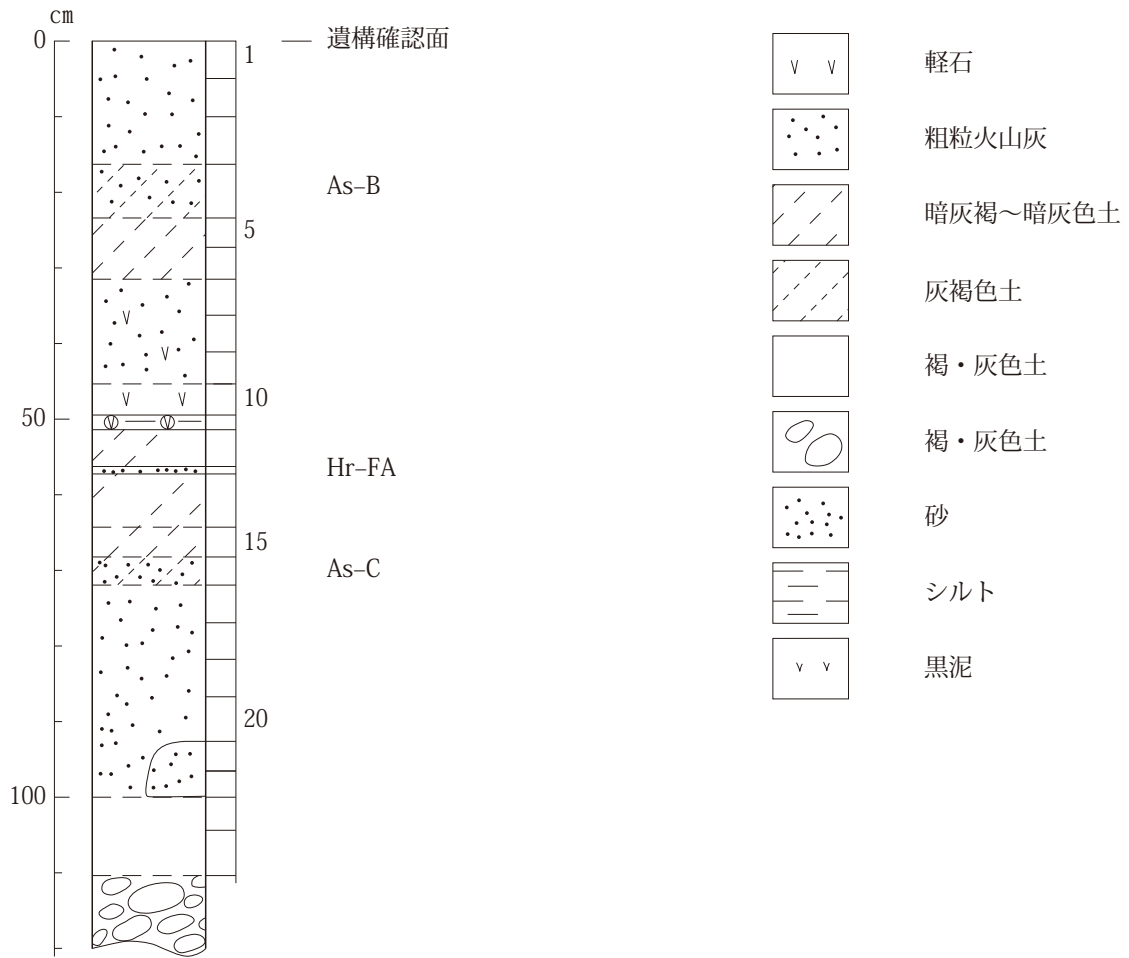 cm
0
遺構確認面
1
As–B
5
10
50
Hr–FA
15
As–C
20
100
軽石
粗粒火山灰
暗灰褐〜暗灰色土
灰褐色土
褐・灰色土
褐・灰色土
砂
シルト
黒泥